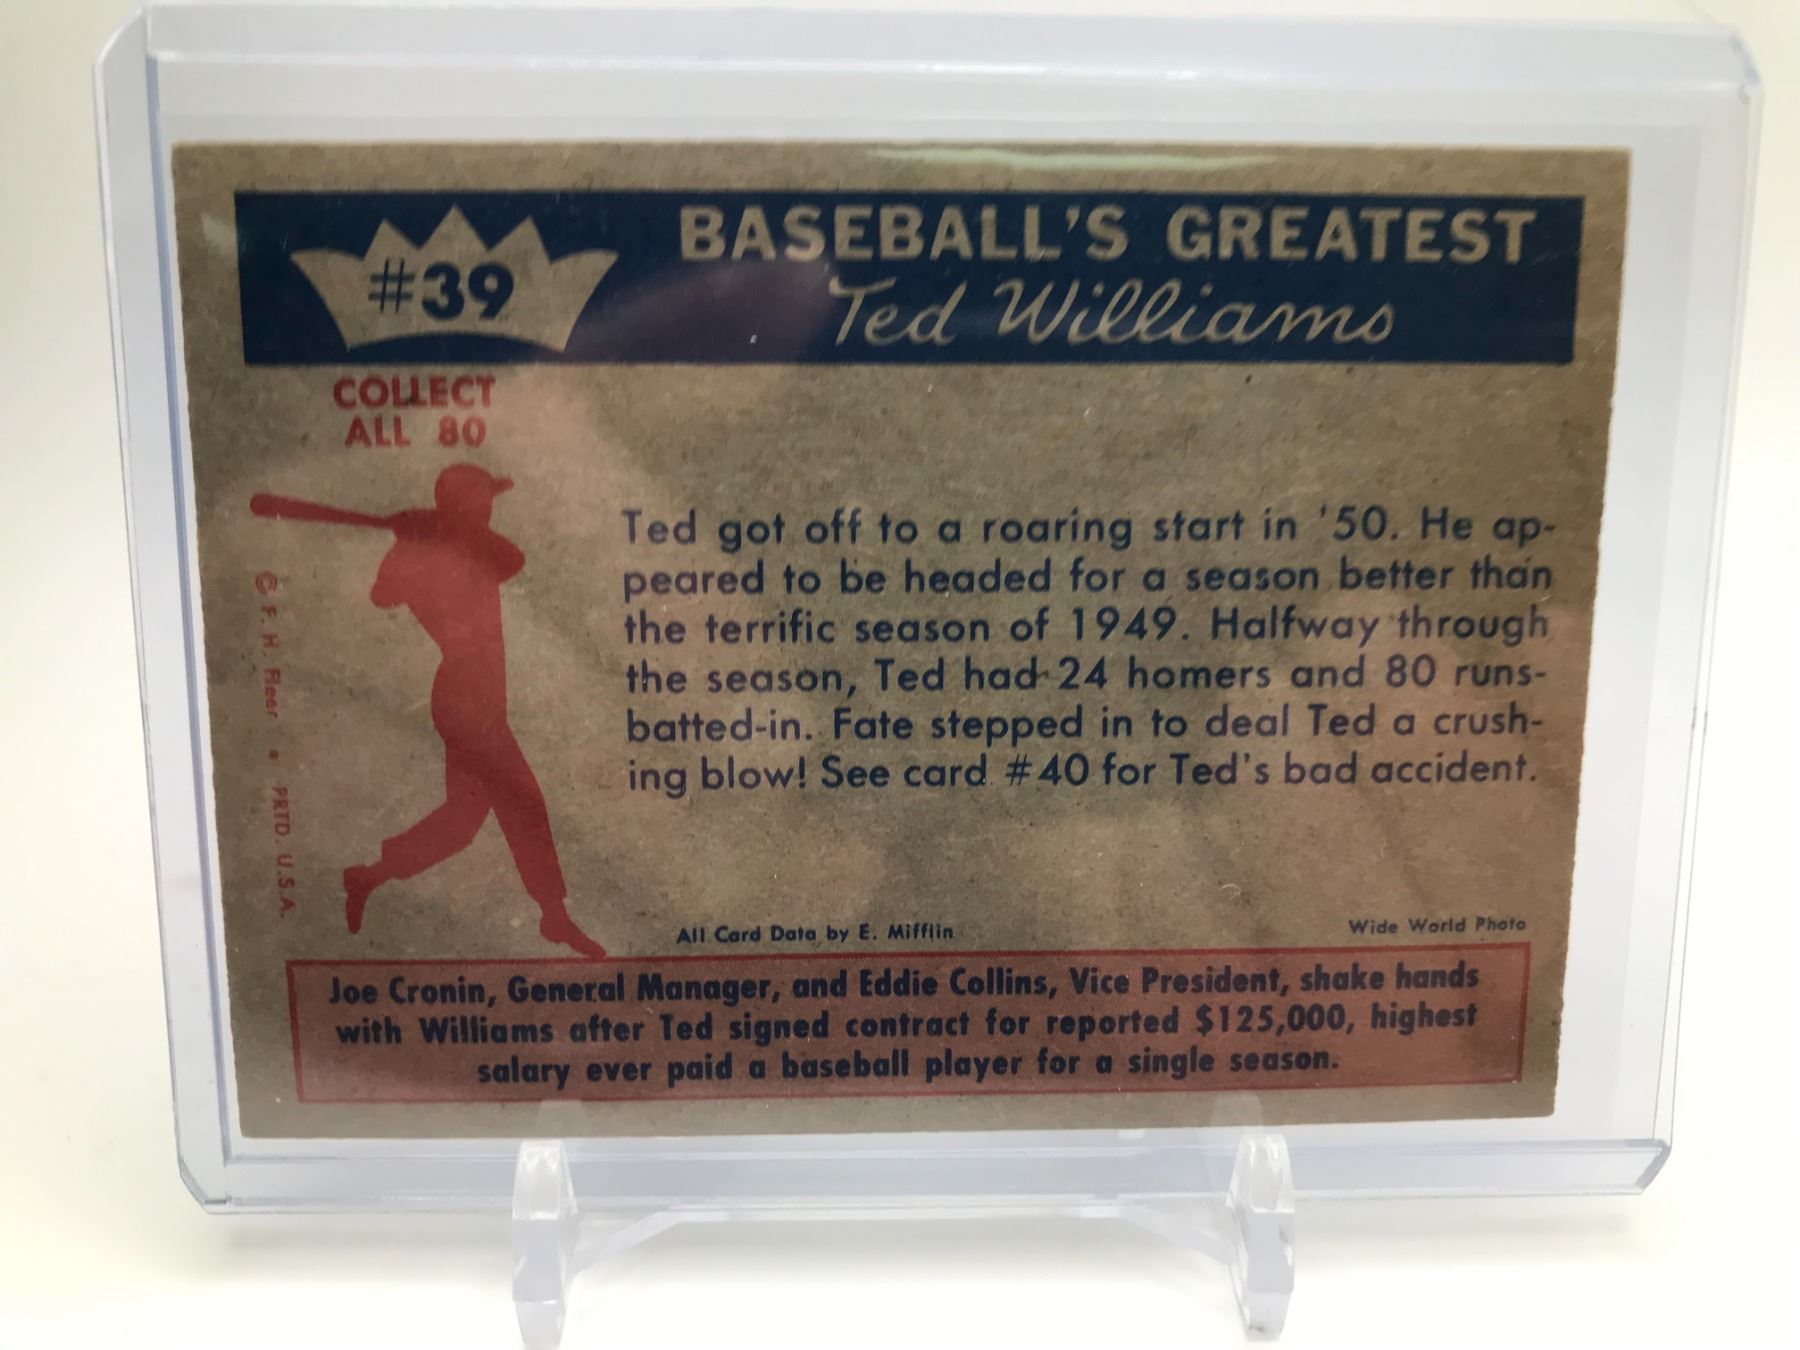 #39
BASEBALL'S GREATEST
Ted Williams
COLLECT
ALL 80
© F. H. Fleer • PRTD. U.S.A.
Ted got off to a roaring start in '50. He ap-
peared to be headed for a season better than
the terrific season of 1949. Halfway through
the season, Ted had 24 homers and 80 runs-
batted-in. Fate stepped in to deal Ted a crush-
ing blow! See card #40 for Ted's bad accident.
All Card Data by E. Mifflin
Wide World Photo
Joe Cronin, General Manager, and Eddie Collins, Vice President, shake hands
with Williams after Ted signed contract for reported $125,000, highest
salary ever paid a baseball player for a single season.